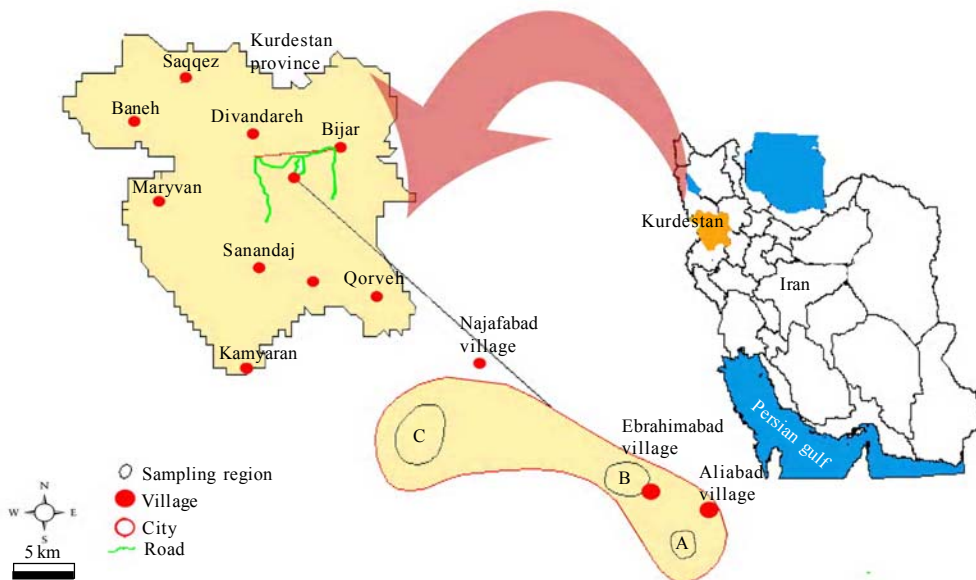 Kurdestan
province
Saqqez
Baneh
Divandareh
Bijar
Maryvan
Sanandaj
Qorveh
Kamyaran
Kurdestan
Iran
Persian gulf
Najafabad
village
Ebrahimabad
village
Aliabad
village
C
B
A
Sampling region
Village
City
Road
N
W
E
S
5 km